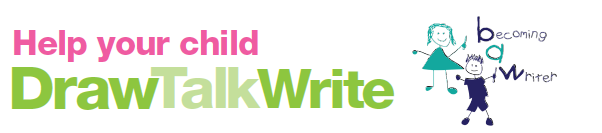 Help your child
DrawTalkWrite
becoming
a
Writer